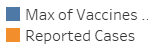 Max of Vaccines ..
Reported Cases